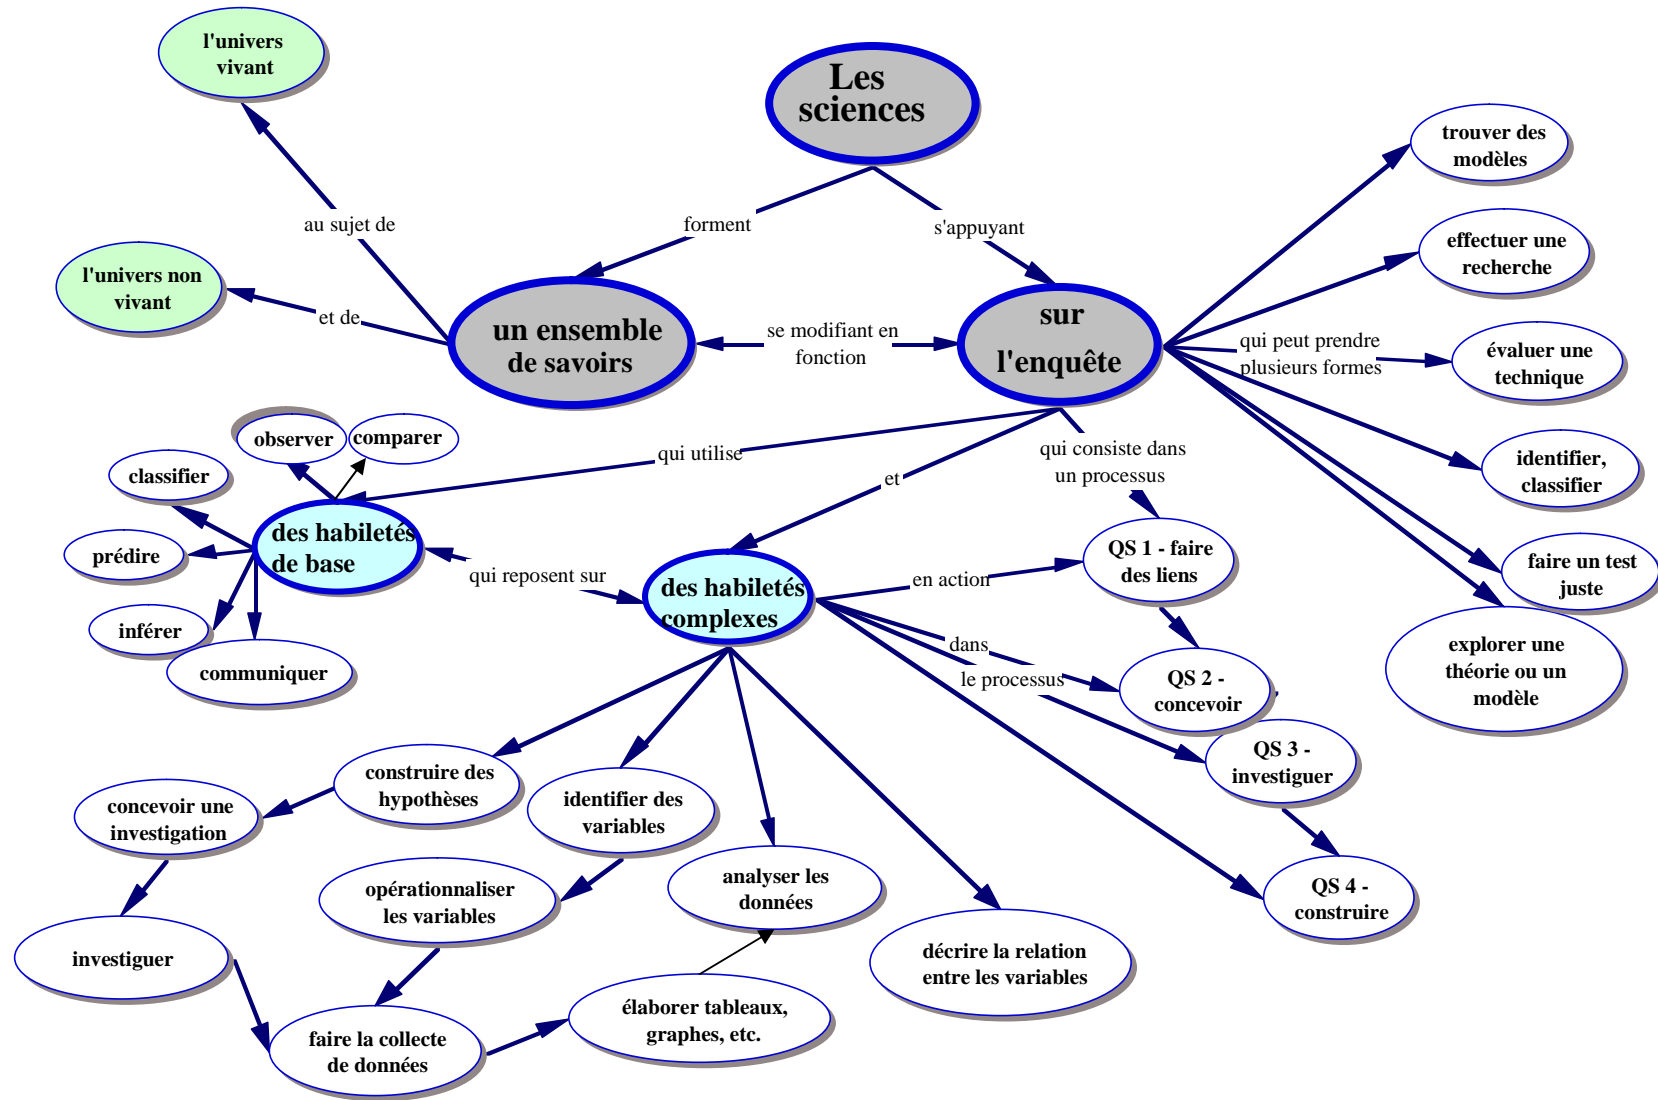 l'univers
vivant
Les
sciences
trouver des
modèles
au sujet de
forment
s'appuyant
effectuer une
recherche
l'univers non
vivant
et de
un ensemble
de savoirs
se modifiant en
fonction
sur
l'enquête
qui peut prendre
plusieurs formes
évaluer une
technique
observer
comparer
classifier
qui utilise
et
qui consiste dans
un processus
identifier,
classifier
prédire
des habiletés
de base
inférer
communiquer
qui reposent sur
des habiletés
complexes
en action
QS 1 - faire
des liens
faire un test
juste
dans
le processus
QS 2 -
concevoir
explorer une
théorie ou un
modèle
QS 3 -
investiguer
QS 4 -
construire
construire des
hypothèses
identifier des
variables
concevoir une
investigation
opérationnaliser
les variables
analyser les
données
investiguer
décrire la relation
entre les variables
élaborer tableaux,
graphes, etc.
faire la collecte
de données